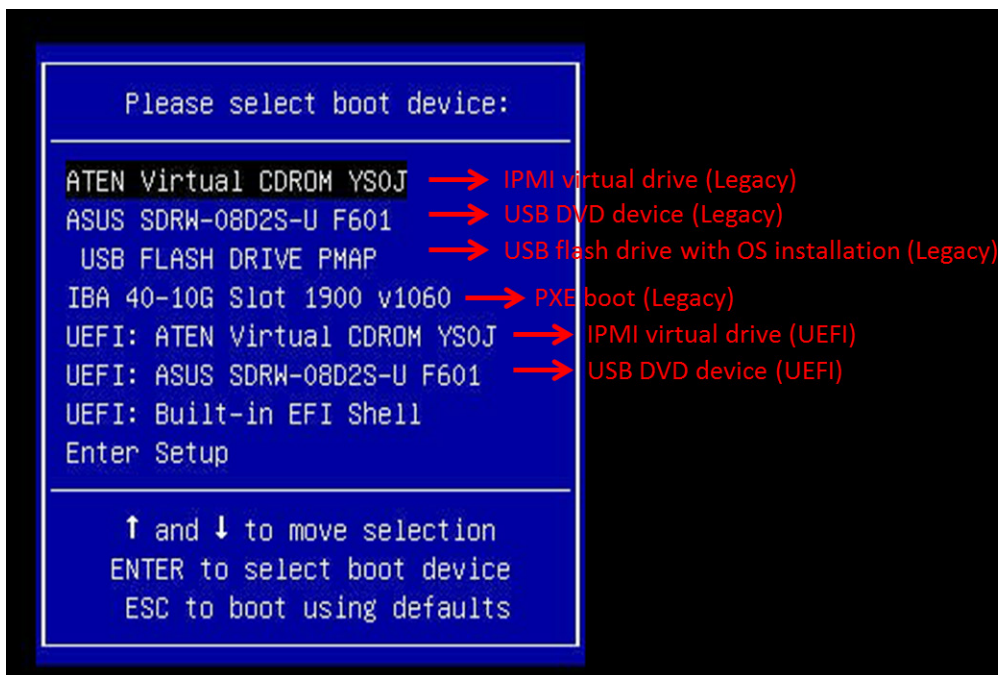 Please select boot device:
ATEN Virtual CDROM YS0J → IPMI virtual drive (Legacy)
ASUS SDRW-08D2S-U F601 → USB DVD device (Legacy)
USB FLASH DRIVE PMAP → USB flash drive with OS installation (Legacy)
IBA 40-10G Slot 1900 v1060 → PXE boot (Legacy)
UEFI: ATEN Virtual CDROM YS0J → IPMI virtual drive (UEFI)
UEFI: ASUS SDRW-08D2S-U F601 → USB DVD device (UEFI)
UEFI: Built-in EFI Shell
Enter Setup
↑ and ↓ to move selection
ENTER to select boot device
ESC to boot using defaults